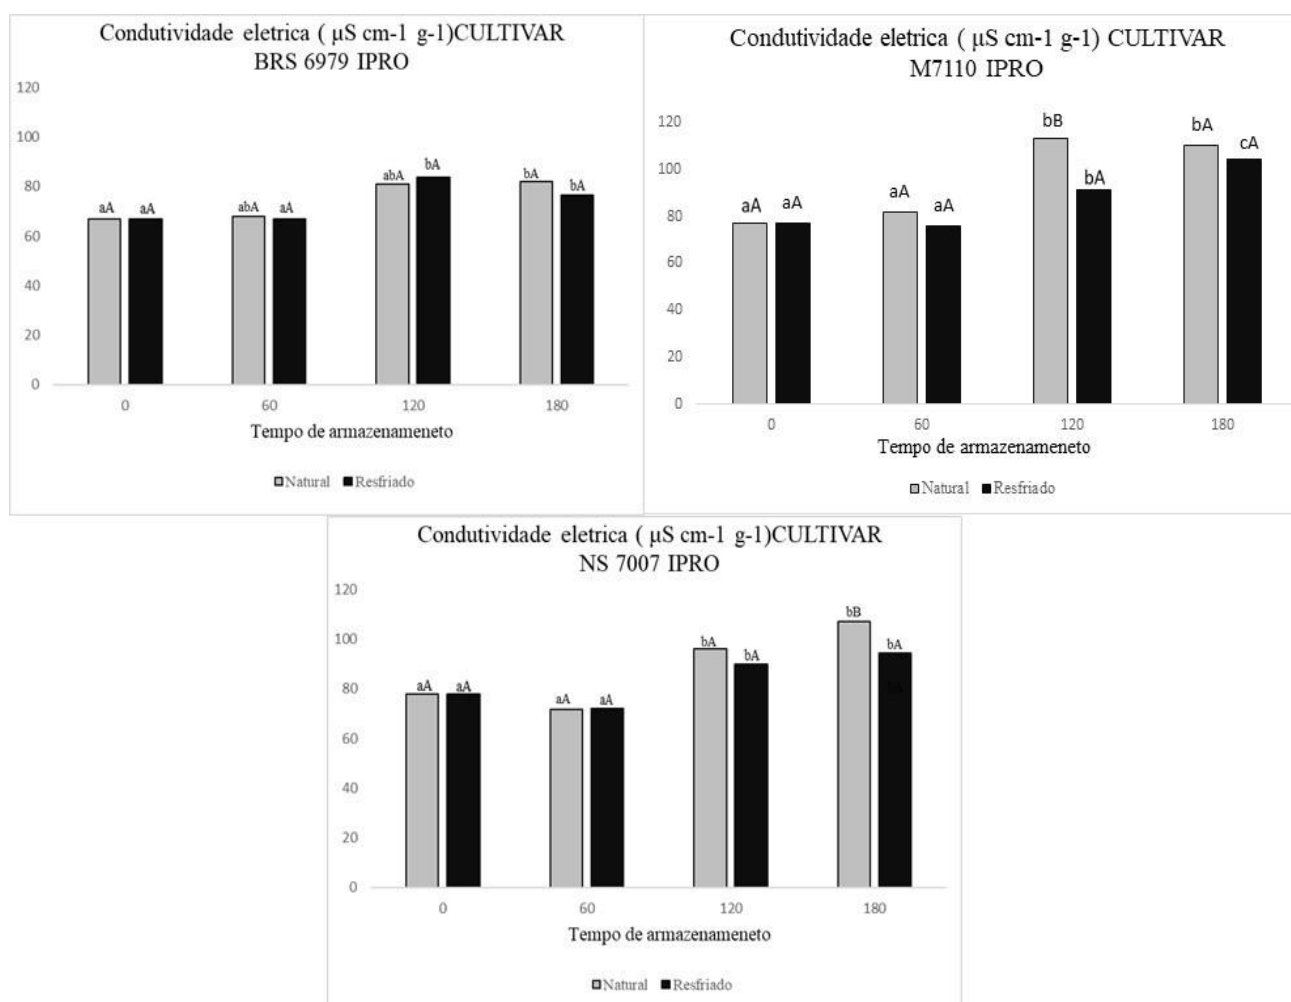 Condutividade eletrica ( µS cm-1 g-1)CULTIVAR
BRS 6979 IPRO
120
100
80
60
40
20
0
aA aA
abA aA
abA bA
bA bA
0 60 120 180
Tempo de armazenameneto
Natural Resfriado
Condutividade eletrica ( µS cm-1 g-1) CULTIVAR
M7110 IPRO
120
100
80
60
40
20
0
aA aA
aA aA
bB bA
bA cA
0 60 120 180
Tempo de armazenameneto
Natural Resfriado
Condutividade eletrica ( µS cm-1 g-1)CULTIVAR
NS 7007 IPRO
120
100
80
60
40
20
0
aA aA
aA aA
bA bA
bB bA
0 60 120 180
Tempo de armazenameneto
Natural Resfriado